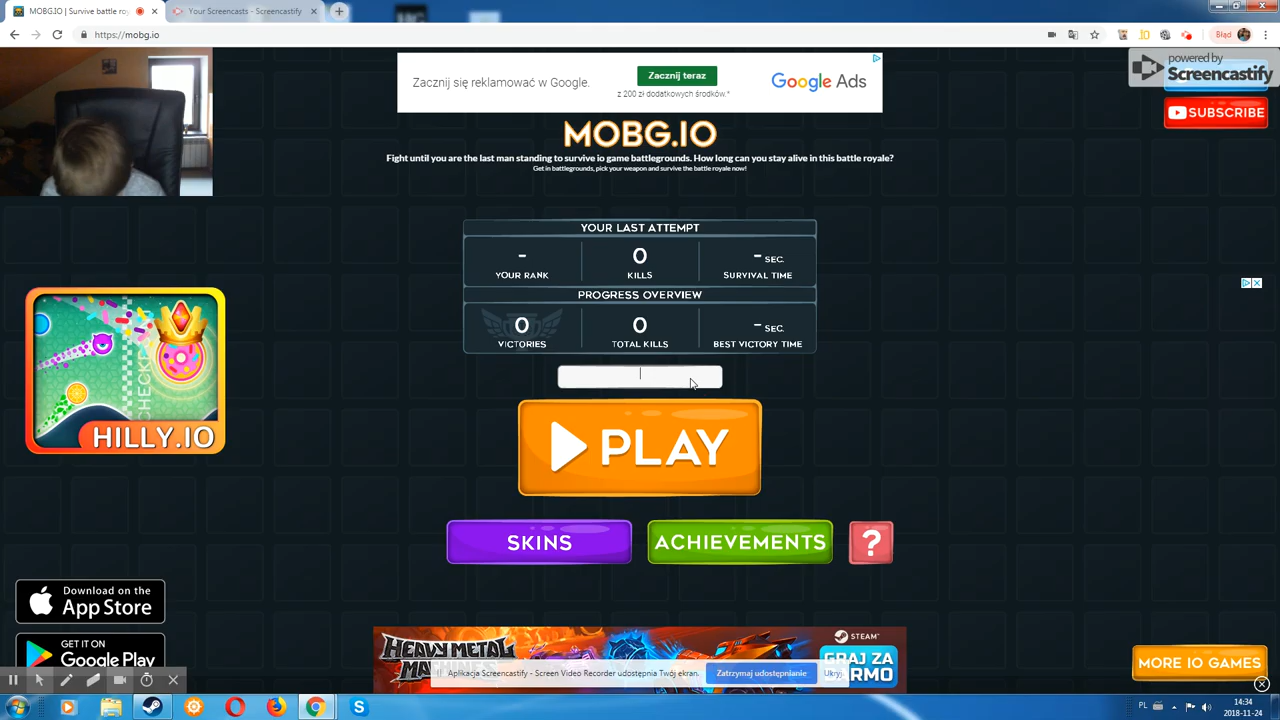 MOBG.IO | Survive battle ro
Your Screencasts - Screencastify
https://mobg.io
Błąd
Zacznij się reklamować w Google.
Zacznij teraz
z 200 zł dodatkowych środków.*
Google Ads
powered by
Screencastify
SUBSCRIBE
MOBG.IO
Fight until you are the last man standing to survive io game battlegrounds. How long can you stay alive in this battle royale?
Get in battlegrounds, pick your weapon and survive the battle royale now!
YOUR LAST ATTEMPT
- 0 - SEC.
YOUR RANK KILLS SURVIVAL TIME
PROGRESS OVERVIEW
0 0 - SEC.
VICTORIES TOTAL KILLS BEST VICTORY TIME
CHECKP
HILLY.IO
PLAY
SKINS
ACHIEVEMENTS
?
Download on the
App Store
GET IT ON
Google Play
HEAVY METAL
MACHINES
STEAM
GRAJ ZA
RMO
Aplikacja Screencastify - Screen Video Recorder udostępnia Twój ekran.
Zatrzymaj udostępnianie
Ukryj
MORE IO GAMES
PL
14:34
2018-11-24